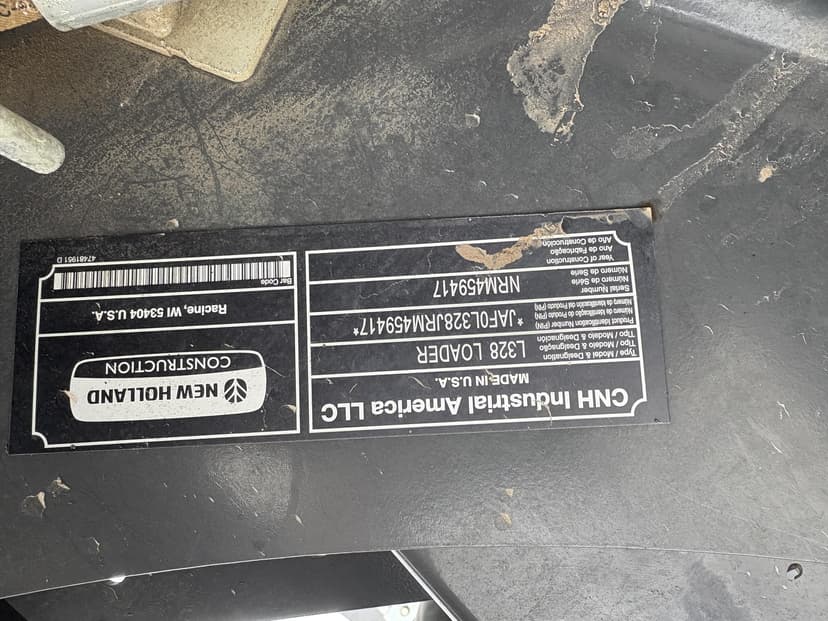 CNH Industrial America LLC
MADE IN U.S.A.
Type / Model & Designation
Tipo / Modelo & Designação
Tipo / Modelo & Designación
L328 LOADER
Product Identification Number (PIN)
Número de Identificação do Produto (PIN)
Número de Identificación del Producto (PIN)
* JAF0L328JRM459417*
Serial Number
Número de Série
Número de Serie
NRM459417
Year of Construction
Ano de Fabricação
Año de Construcción
NEW HOLLAND
CONSTRUCTION
Racine, WI 53404 U.S.A.
Bar Code
47481951 D